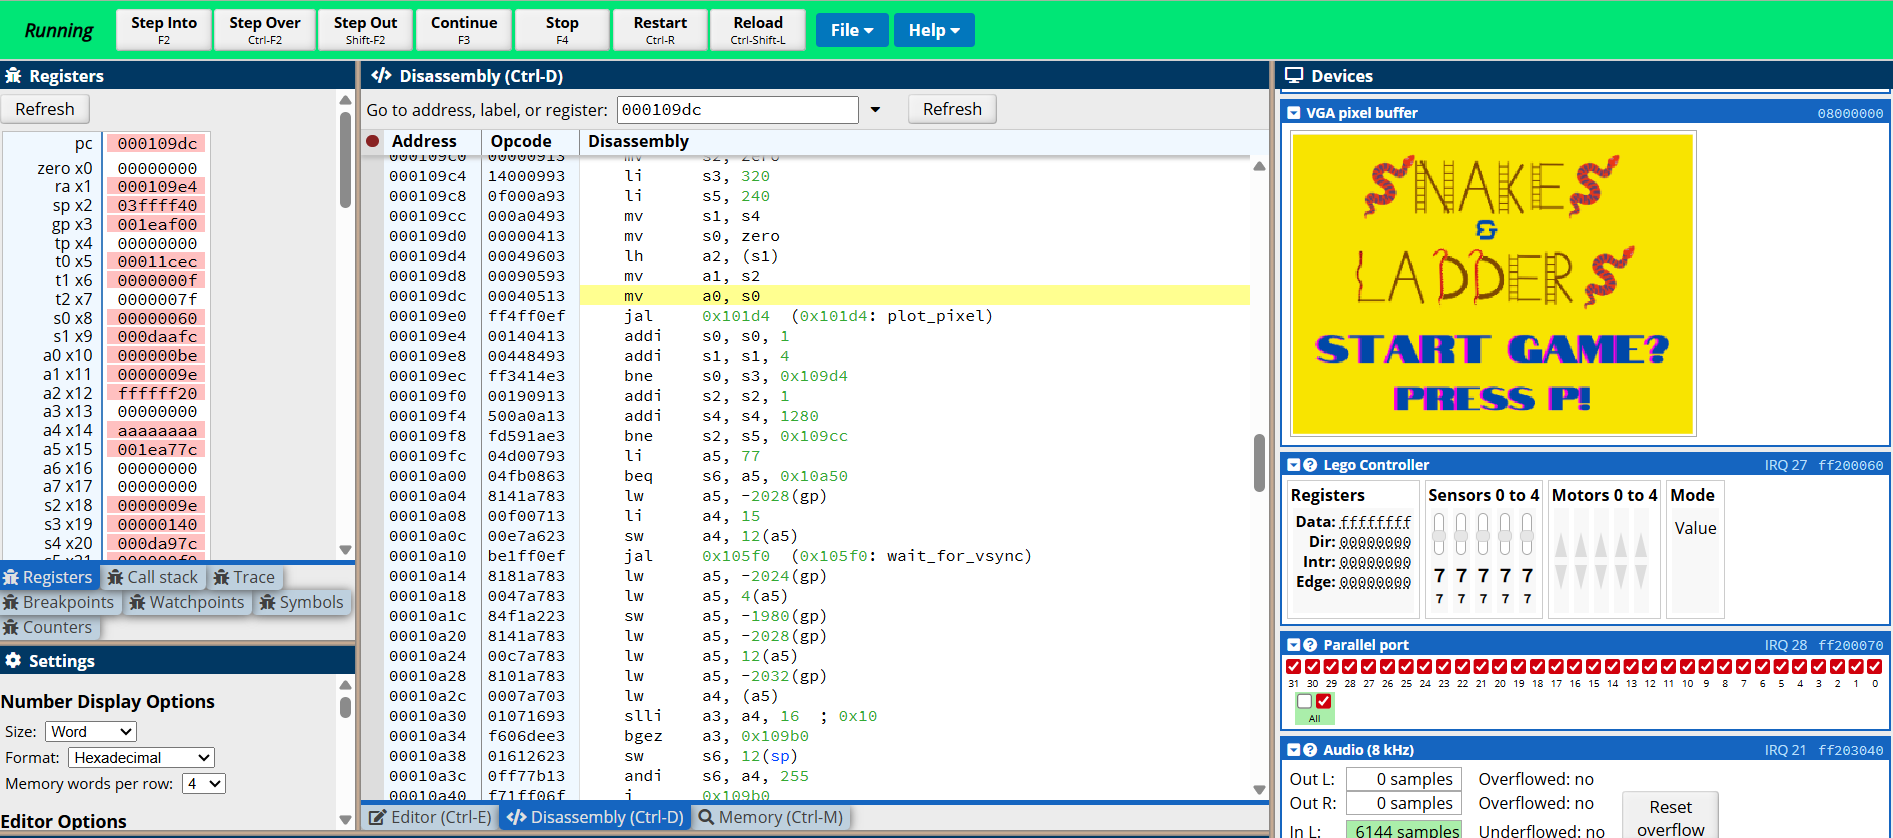 Running
Step Into
F2
Step Over
Ctrl-F2
Step Out
Shift-F2
Continue
F3
Stop
F4
Restart
Ctrl-R
Reload
Ctrl-Shift-L
File
Help
Registers
Refresh
pc 000109dc
zero x0 00000000
ra x1 000109e4
sp x2 03ffff40
gp x3 001eaf00
tp x4 00000000
t0 x5 00011cec
t1 x6 0000000f
t2 x7 0000007f
s0 x8 00000060
s1 x9 000daafc
a0 x10 000000be
a1 x11 0000009e
a2 x12 ffffff20
a3 x13 00000000
a4 x14 aaaaaaaa
a5 x15 001ea77c
a6 x16 00000000
a7 x17 00000000
s2 x18 0000009e
s3 x19 00000140
s4 x20 000da97c
s5 x21 000000f0
Registers Call stack Trace
Breakpoints Watchpoints Symbols
Counters
Settings
Number Display Options
Size: Word
Format: Hexadecimal
Memory words per row: 4
Editor Options
Disassembly (Ctrl-D)
Go to address, label, or register: 000109dc Refresh
Address Opcode Disassembly
000109c0 00000913 mv s2, zero
000109c4 14000993 li s3, 320
000109c8 0f000a93 li s5, 240
000109cc 000a0493 mv s1, s4
000109d0 00000413 mv s0, zero
000109d4 00049603 lh a2, (s1)
000109d8 00090593 mv a1, s2
000109dc 00040513 mv a0, s0
000109e0 ff4ff0ef jal 0x101d4 (0x101d4: plot_pixel)
000109e4 00140413 addi s0, s0, 1
000109e8 00448493 addi s1, s1, 4
000109ec ff3414e3 bne s0, s3, 0x109d4
000109f0 00190913 addi s2, s2, 1
000109f4 500a0a13 addi s4, s4, 1280
000109f8 fd591ae3 bne s2, s5, 0x109cc
000109fc 04d00793 li a5, 77
00010a00 04fb0863 beq s6, a5, 0x10a50
00010a04 8141a783 lw a5, -2028(gp)
00010a08 00f00713 li a4, 15
00010a0c 00e7a623 sw a4, 12(a5)
00010a10 be1ff0ef jal 0x105f0 (0x105f0: wait_for_vsync)
00010a14 8181a783 lw a5, -2024(gp)
00010a18 0047a783 lw a5, 4(a5)
00010a1c 84f1a223 sw a5, -1980(gp)
00010a20 8141a783 lw a5, -2028(gp)
00010a24 00c7a783 lw a5, 12(a5)
00010a28 8101a783 lw a5, -2032(gp)
00010a2c 0007a703 lw a4, (a5)
00010a30 01071693 slli a3, a4, 16 ; 0x10
00010a34 f606dee3 bgez a3, 0x109b0
00010a38 01612623 sw s6, 12(sp)
00010a3c 0ff77b13 andi s6, a4, 255
00010a40 f71ff06f j 0x109b0
Editor (Ctrl-E) Disassembly (Ctrl-D) Memory (Ctrl-M)
Devices
VGA pixel buffer 08000000
SNAKES
&
LADDERS
START GAME?
PRESS P!
Lego Controller IRQ 27 ff200060
Registers Sensors 0 to 4 Motors 0 to 4 Mode
Data: ffffffff
Dir: 00000000
Intr: 00000000
Edge: 00000000
7 7 7 7 7
7 7 7 7 7
Value
Parallel port IRQ 28 ff200070
31 30 29 28 27 26 25 24 23 22 21 20 19 18 17 16 15 14 13 12 11 10 9 8 7 6 5 4 3 2 1 0
All
Audio (8 kHz) IRQ 21 ff203040
Out L: 0 samples Overflowed: no
Out R: 0 samples Overflowed: no
In L: 6144 samples Underflowed: no
Reset
overflow